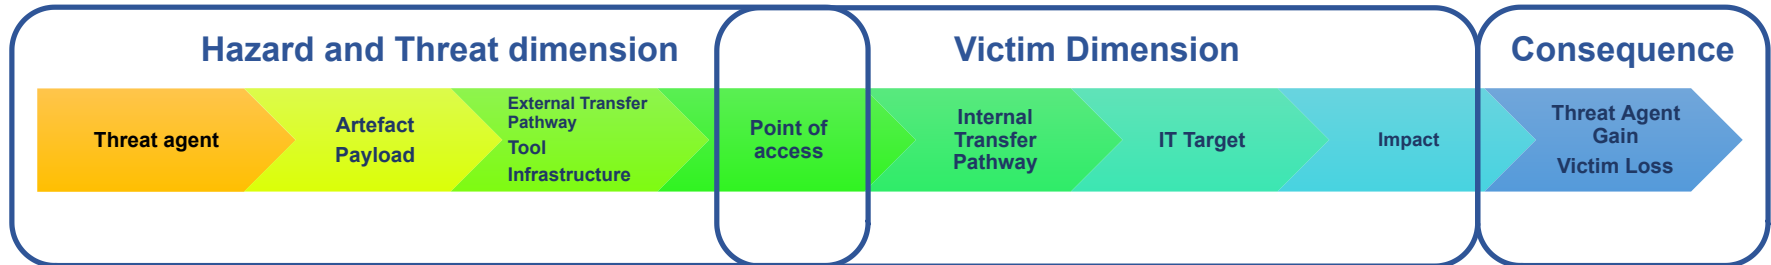 Hazard and Threat dimension
Victim Dimension
Consequence
Threat agent
Artefact
Payload
External Transfer
Pathway
Tool
Infrastructure
Point of
access
Internal
Transfer
Pathway
IT Target
Impact
Threat Agent
Gain
Victim Loss